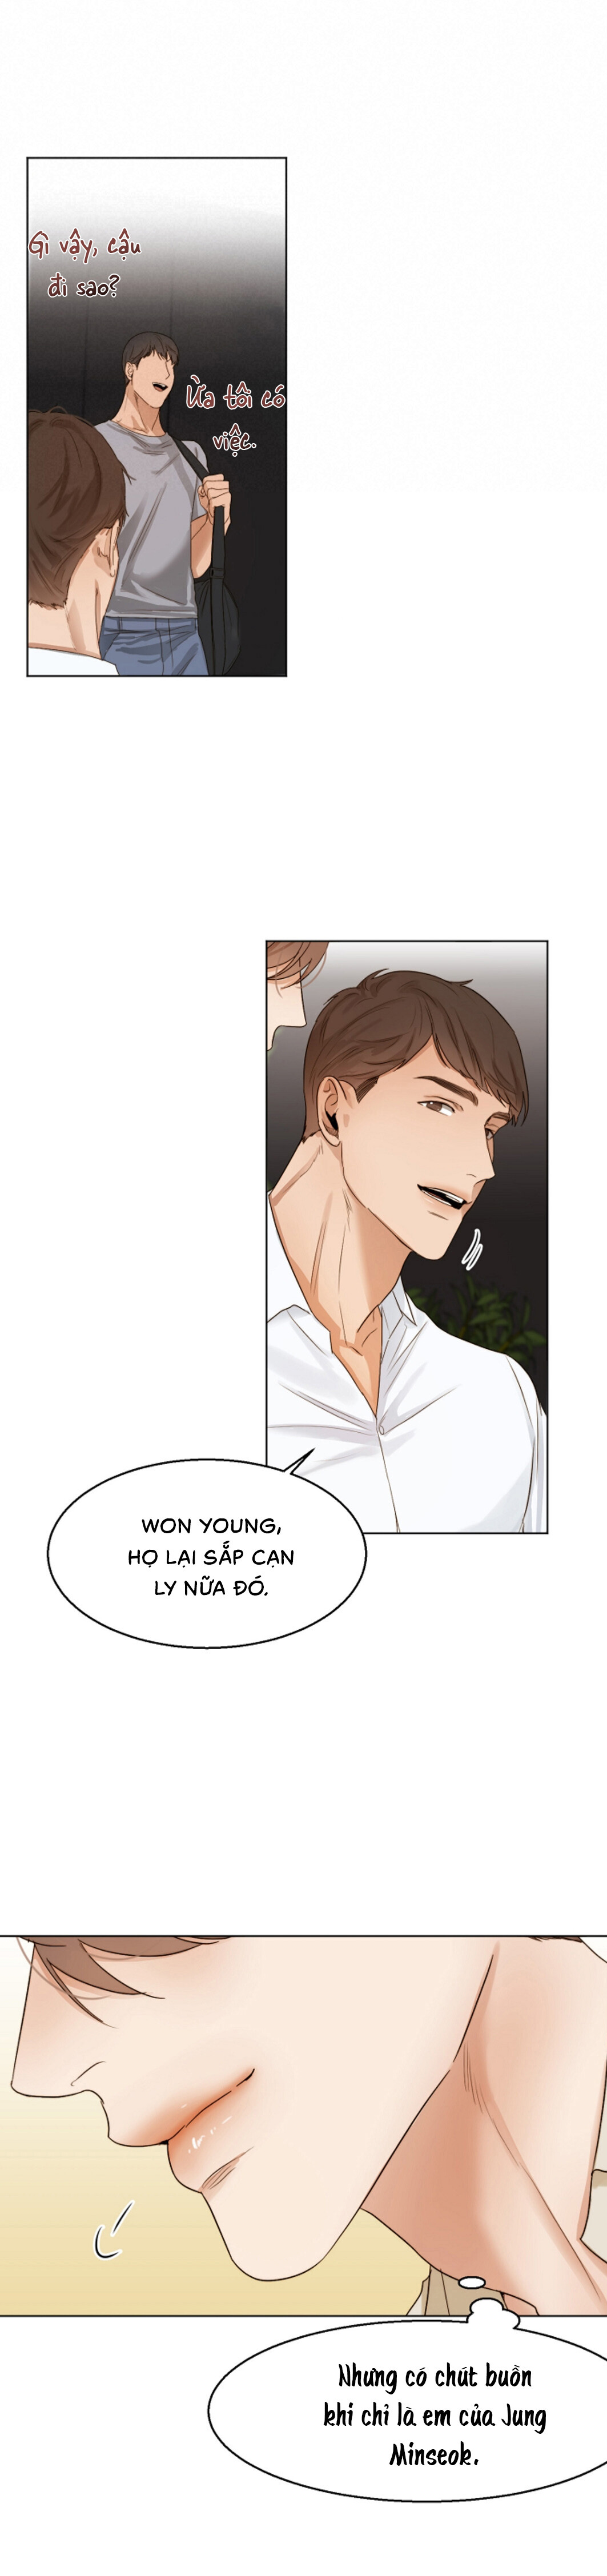 Gì vậy, cậu
đi sao?
Ừa tôi có
việc.
WON YOUNG,
HỌ LẠI SẮP CẠN
LY NỮA ĐÓ.
Nhưng có chút buồn
khi chỉ là em của Jung
Minseok.